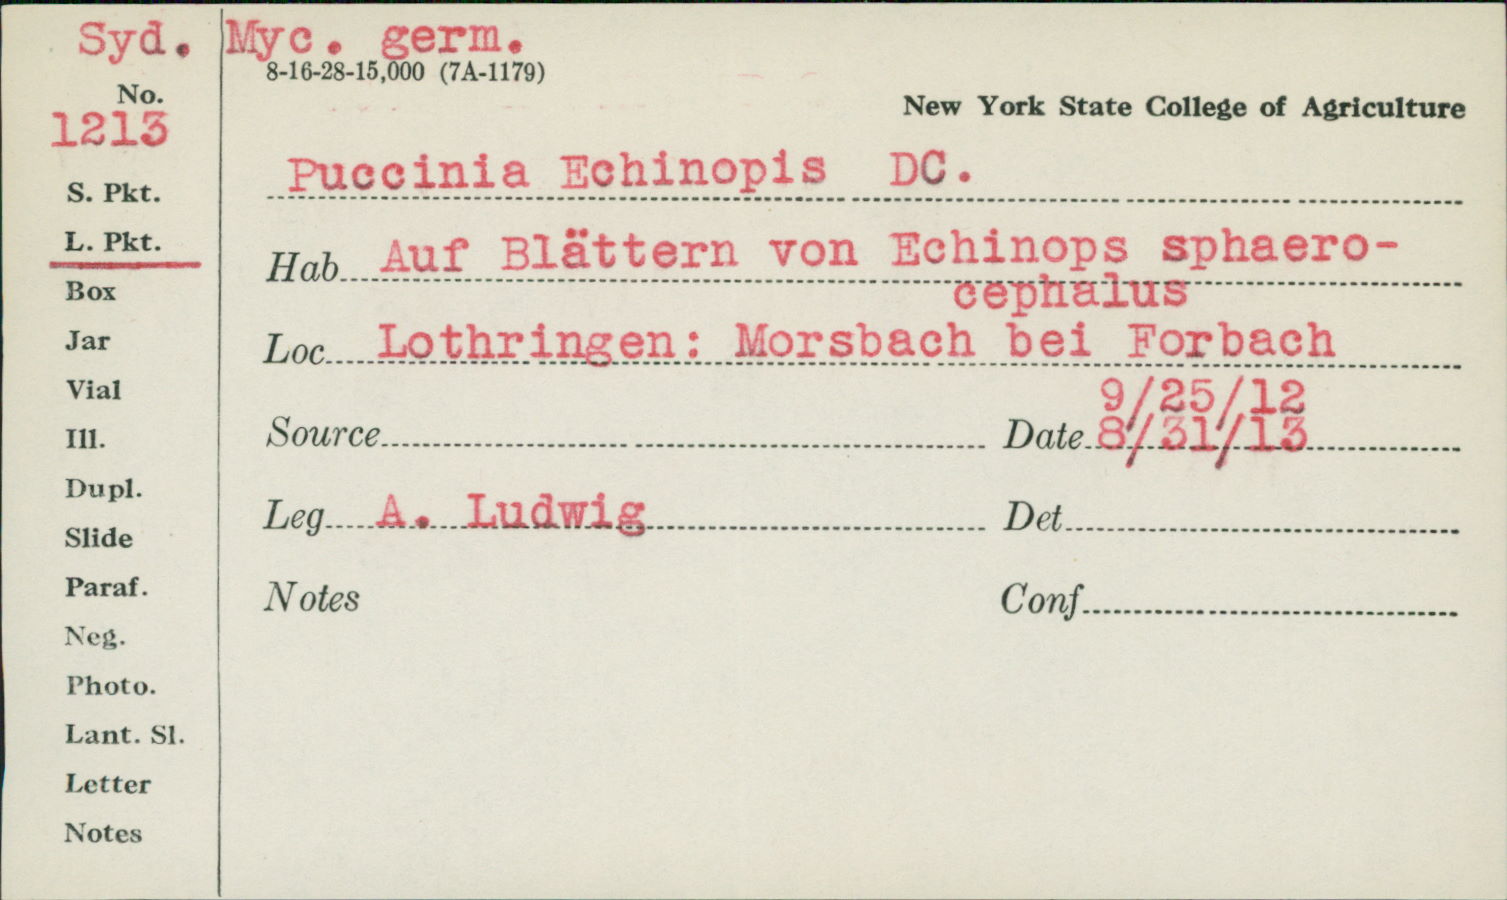 Syd. Myc. germ.
8-16-28-15,000 (7A-1179)
No.
1213
New York State College of Agriculture
S. Pkt.
Puccinia Echinopis DC.
L. Pkt.
Hab. Auf Blättern von Echinops sphaero-
cephalus
Box
Jar
Loc. Lothringen: Morsbach bei Forbach
Vial
9/25/12
Ill.
Source Date 8/31/13
Dupl.
Leg. A. Ludwig Det.
Slide
Paraf.
Notes Conf.
Neg.
Photo.
Lant. Sl.
Letter
Notes